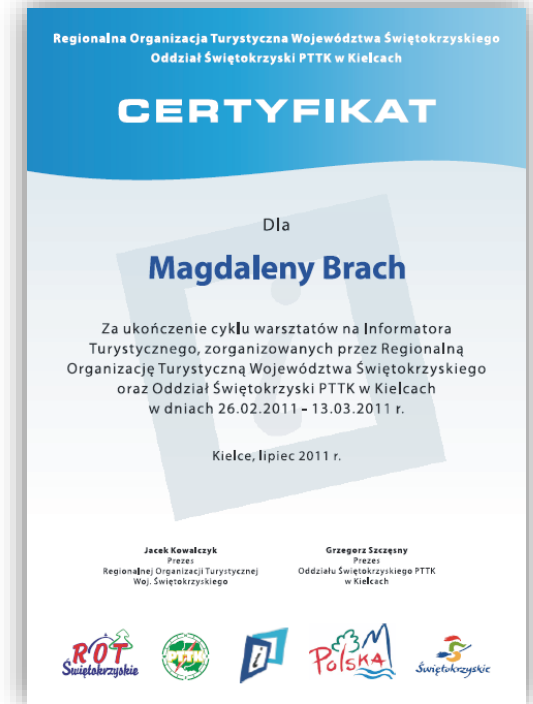 Regionalna Organizacja Turystyczna Województwa Świętokrzyskiego
Oddział Świętokrzyski PTTK w Kielcach
CERTYFIKAT
Dla
Magdaleny Brach
Za ukończenie cyklu warsztatów na Informatora
Turystycznego, zorganizowanych przez Regionalną
Organizację Turystyczną Województwa Świętokrzyskiego
oraz Oddział Świętokrzyski PTTK w Kielcach
w dniach 26.02.2011 - 13.03.2011 r.
Kielce, lipiec 2011 r.
Jacek Kowalczyk
Prezes
Regionalnej Organizacji Turystycznej
Woj. Świętokrzyskiego
Grzegorz Szczęsny
Prezes
Oddziału Świętokrzyskiego PTTK
w Kielcach
ROT
Świętokrzyskie
PTTK
i
POLSKA
Świętokrzyskie